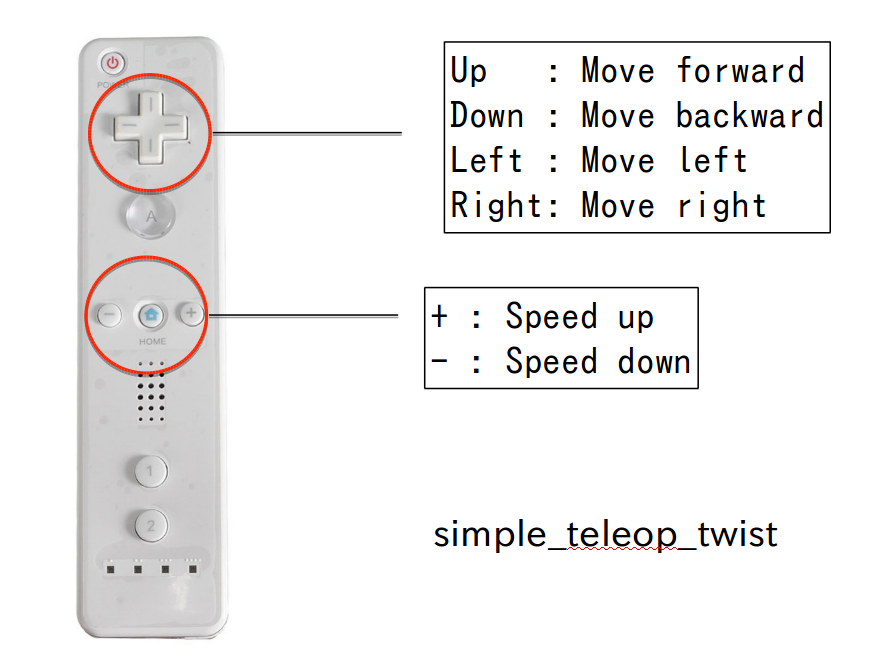 POWER
A
HOME
1
2
Up : Move forward
Down : Move backward
Left : Move left
Right: Move right
+ : Speed up
- : Speed down
simple_teleop_twist